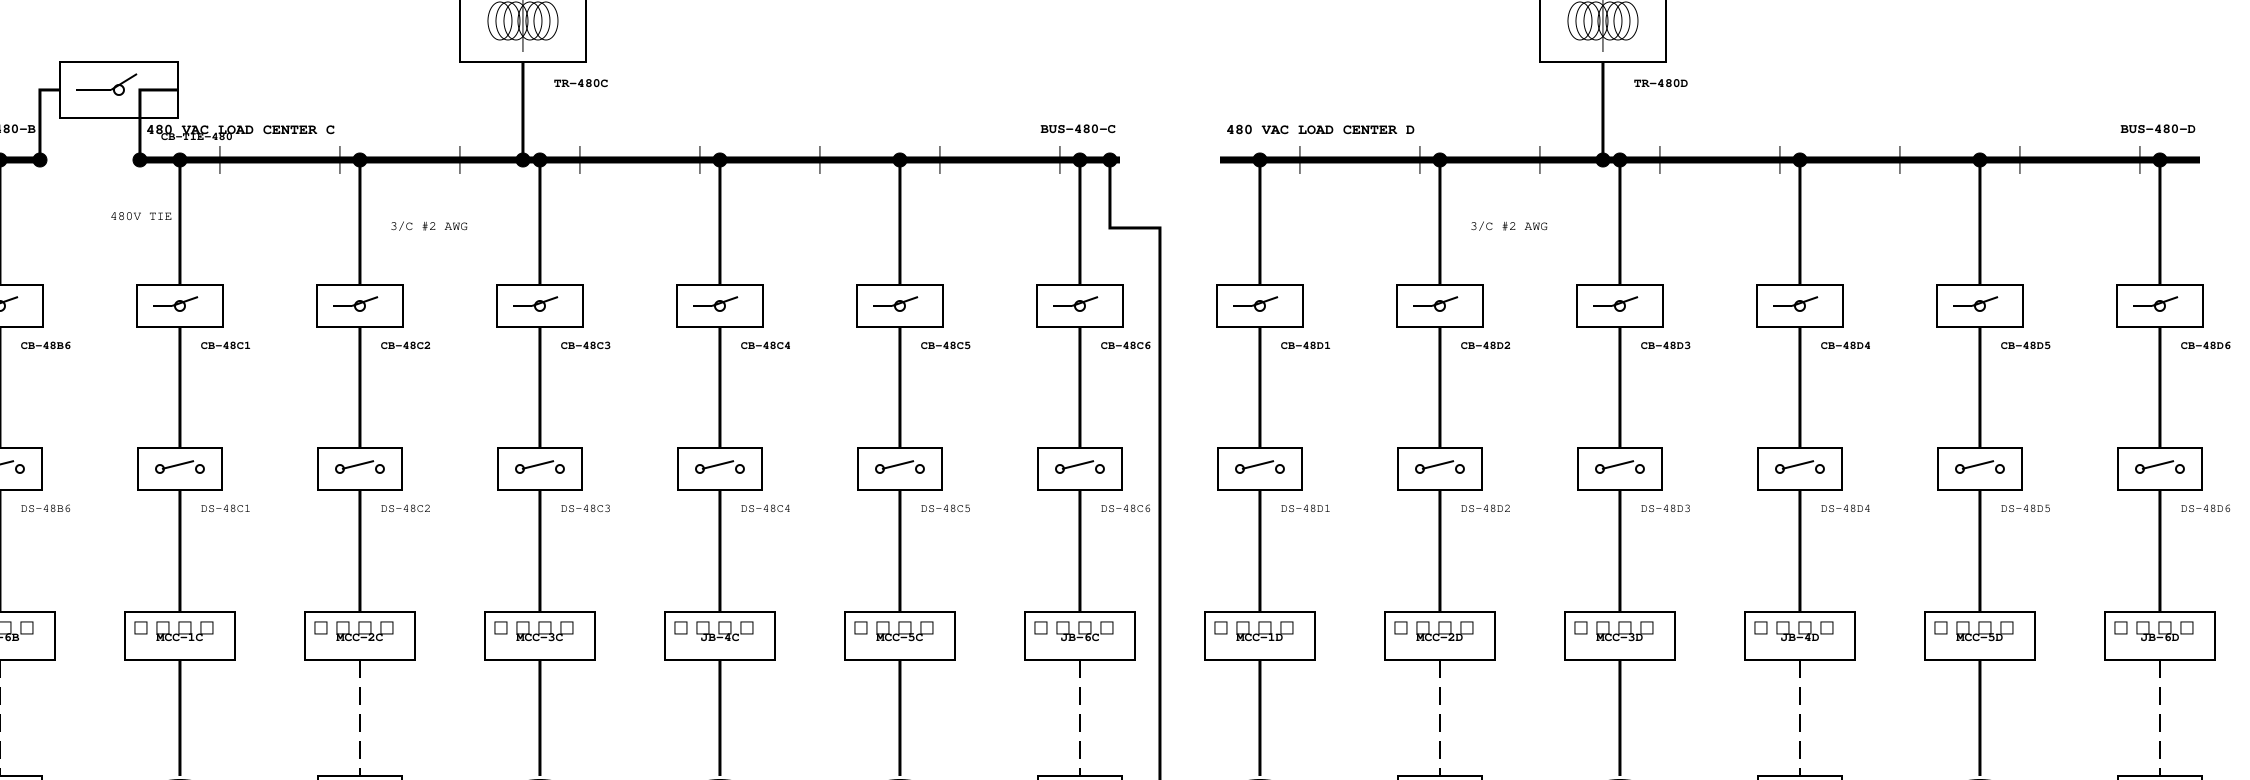 TR-480C
TR-480D
480-B
480 VAC LOAD CENTER C
CB-TIE-480
BUS-480-C
480 VAC LOAD CENTER D
BUS-480-D
480V TIE
3/C #2 AWG
3/C #2 AWG
CB-48B6
CB-48C1
CB-48C2
CB-48C3
CB-48C4
CB-48C5
CB-48C6
CB-48D1
CB-48D2
CB-48D3
CB-48D4
CB-48D5
CB-48D6
DS-48B6
DS-48C1
DS-48C2
DS-48C3
DS-48C4
DS-48C5
DS-48C6
DS-48D1
DS-48D2
DS-48D3
DS-48D4
DS-48D5
DS-48D6
-6B
MCC-1C
MCC-2C
MCC-3C
JB-4C
MCC-5C
JB-6C
MCC-1D
MCC-2D
MCC-3D
JB-4D
MCC-5D
JB-6D